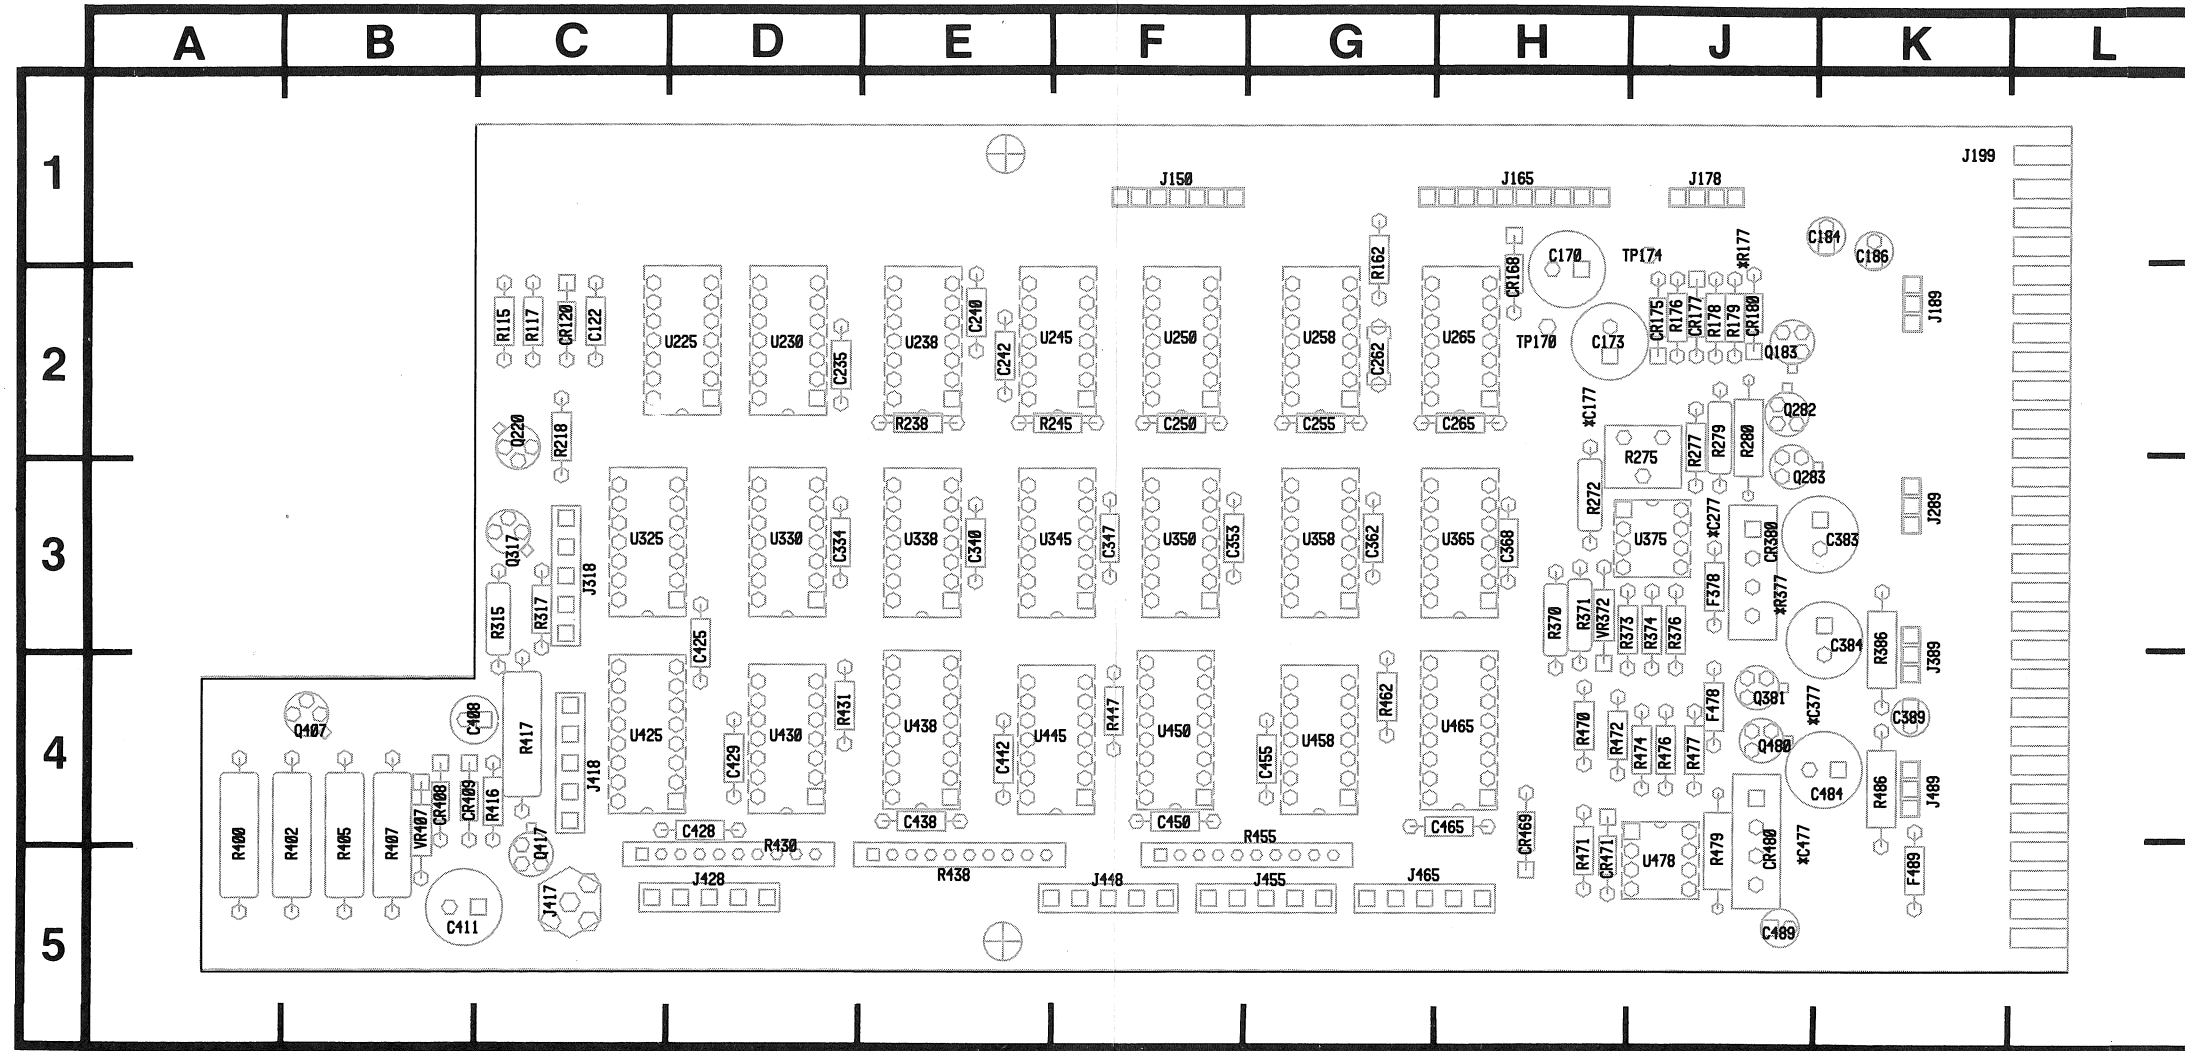 A B C D E F G H J K L
1
J199
J150 J165 J178
C184
R162 C170 TP174 *R177 C186
CR168
2
R115 R117 CR120 C122 C240 CR175 R176 CR177 R178 R179 CR180 J189
U225 U230 C235 U238 C242 U245 U250 U258 C262 U265 TP170 C173 Q183
Q220 R218 R238 R245 C250 C255 C265 *C177 Q282
R275 R277 R279 R280 Q283
3
R272 J289
Q317 U325 U330 C334 U338 C340 U345 C347 U350 C353 U358 C362 U365 C368 U375 *C277 CR380 C383
J318 F378 *R377
R315 R317 C425 R370 R371 VR372 R373 R374 R376 C384 R386 J389
4
Q407 C408 R417 R431 R447 R462 R470 F478 Q381 *C377 C389
U425 C429 U430 U438 C442 U445 U450 C455 U458 U465 R472 R474 R476 R477 Q480
J418 C484 R486 J489
CR408 CR409 R416
VR407
C428 C438 C450 C465 CR469
R400 R402 R405 R407 Q417 R430 R455 R471 CR471 U478 R479 CR480 *C477
J417 J428 R438 J448 J455 J465 F489
5
C411 C489